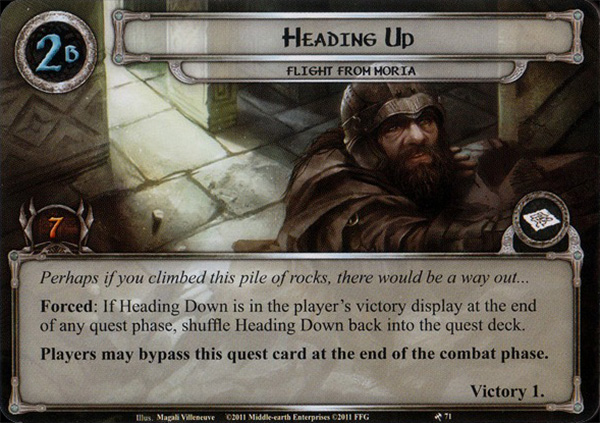 2B
HEADING UP
FLIGHT FROM MORIA
7
Perhaps if you climbed this pile of rocks, there would be a way out...
Forced: If Heading Down is in the player's victory display at the end
of any quest phase, shuffle Heading Down back into the quest deck.
Players may bypass this quest card at the end of the combat phase.
Victory 1.
Illus. Magali Villeneuve ©2011 Middle-earth Enterprises ©2011 FFG 71